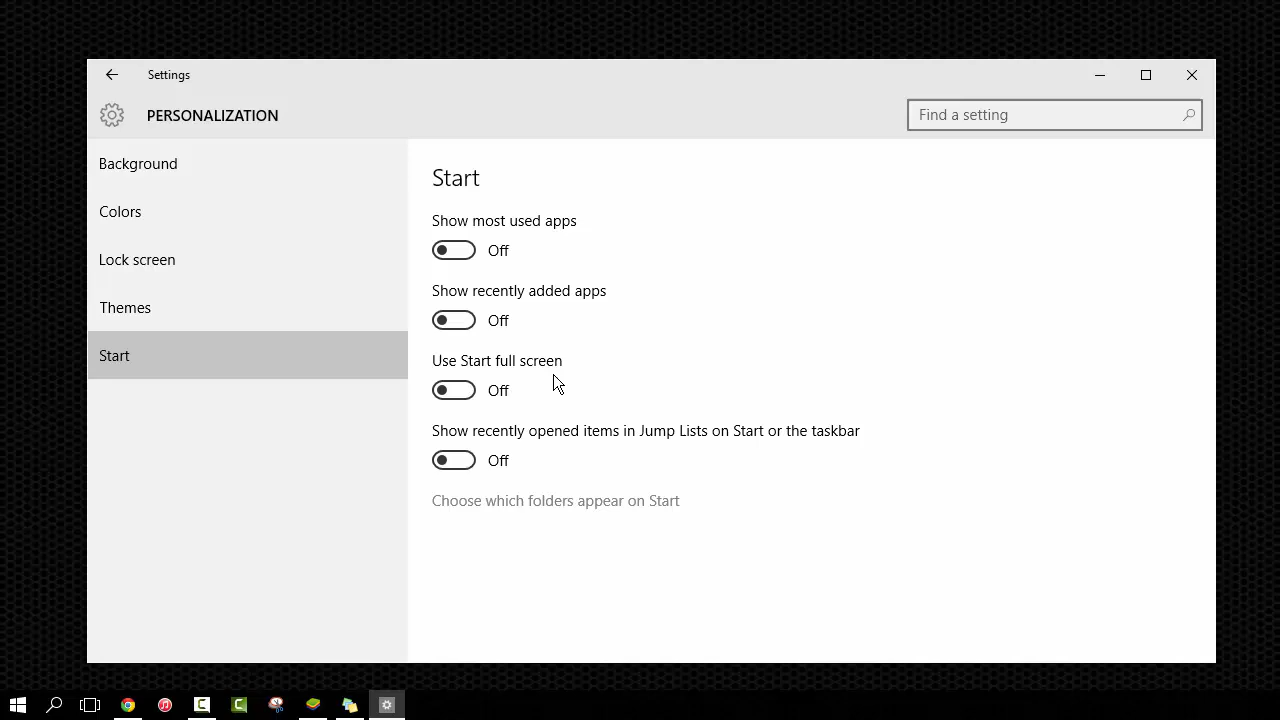 Settings
PERSONALIZATION
Find a setting
Background
Colors
Lock screen
Themes
Start
Start
Show most used apps
Off
Show recently added apps
Off
Use Start full screen
Off
Show recently opened items in Jump Lists on Start or the taskbar
Off
Choose which folders appear on Start